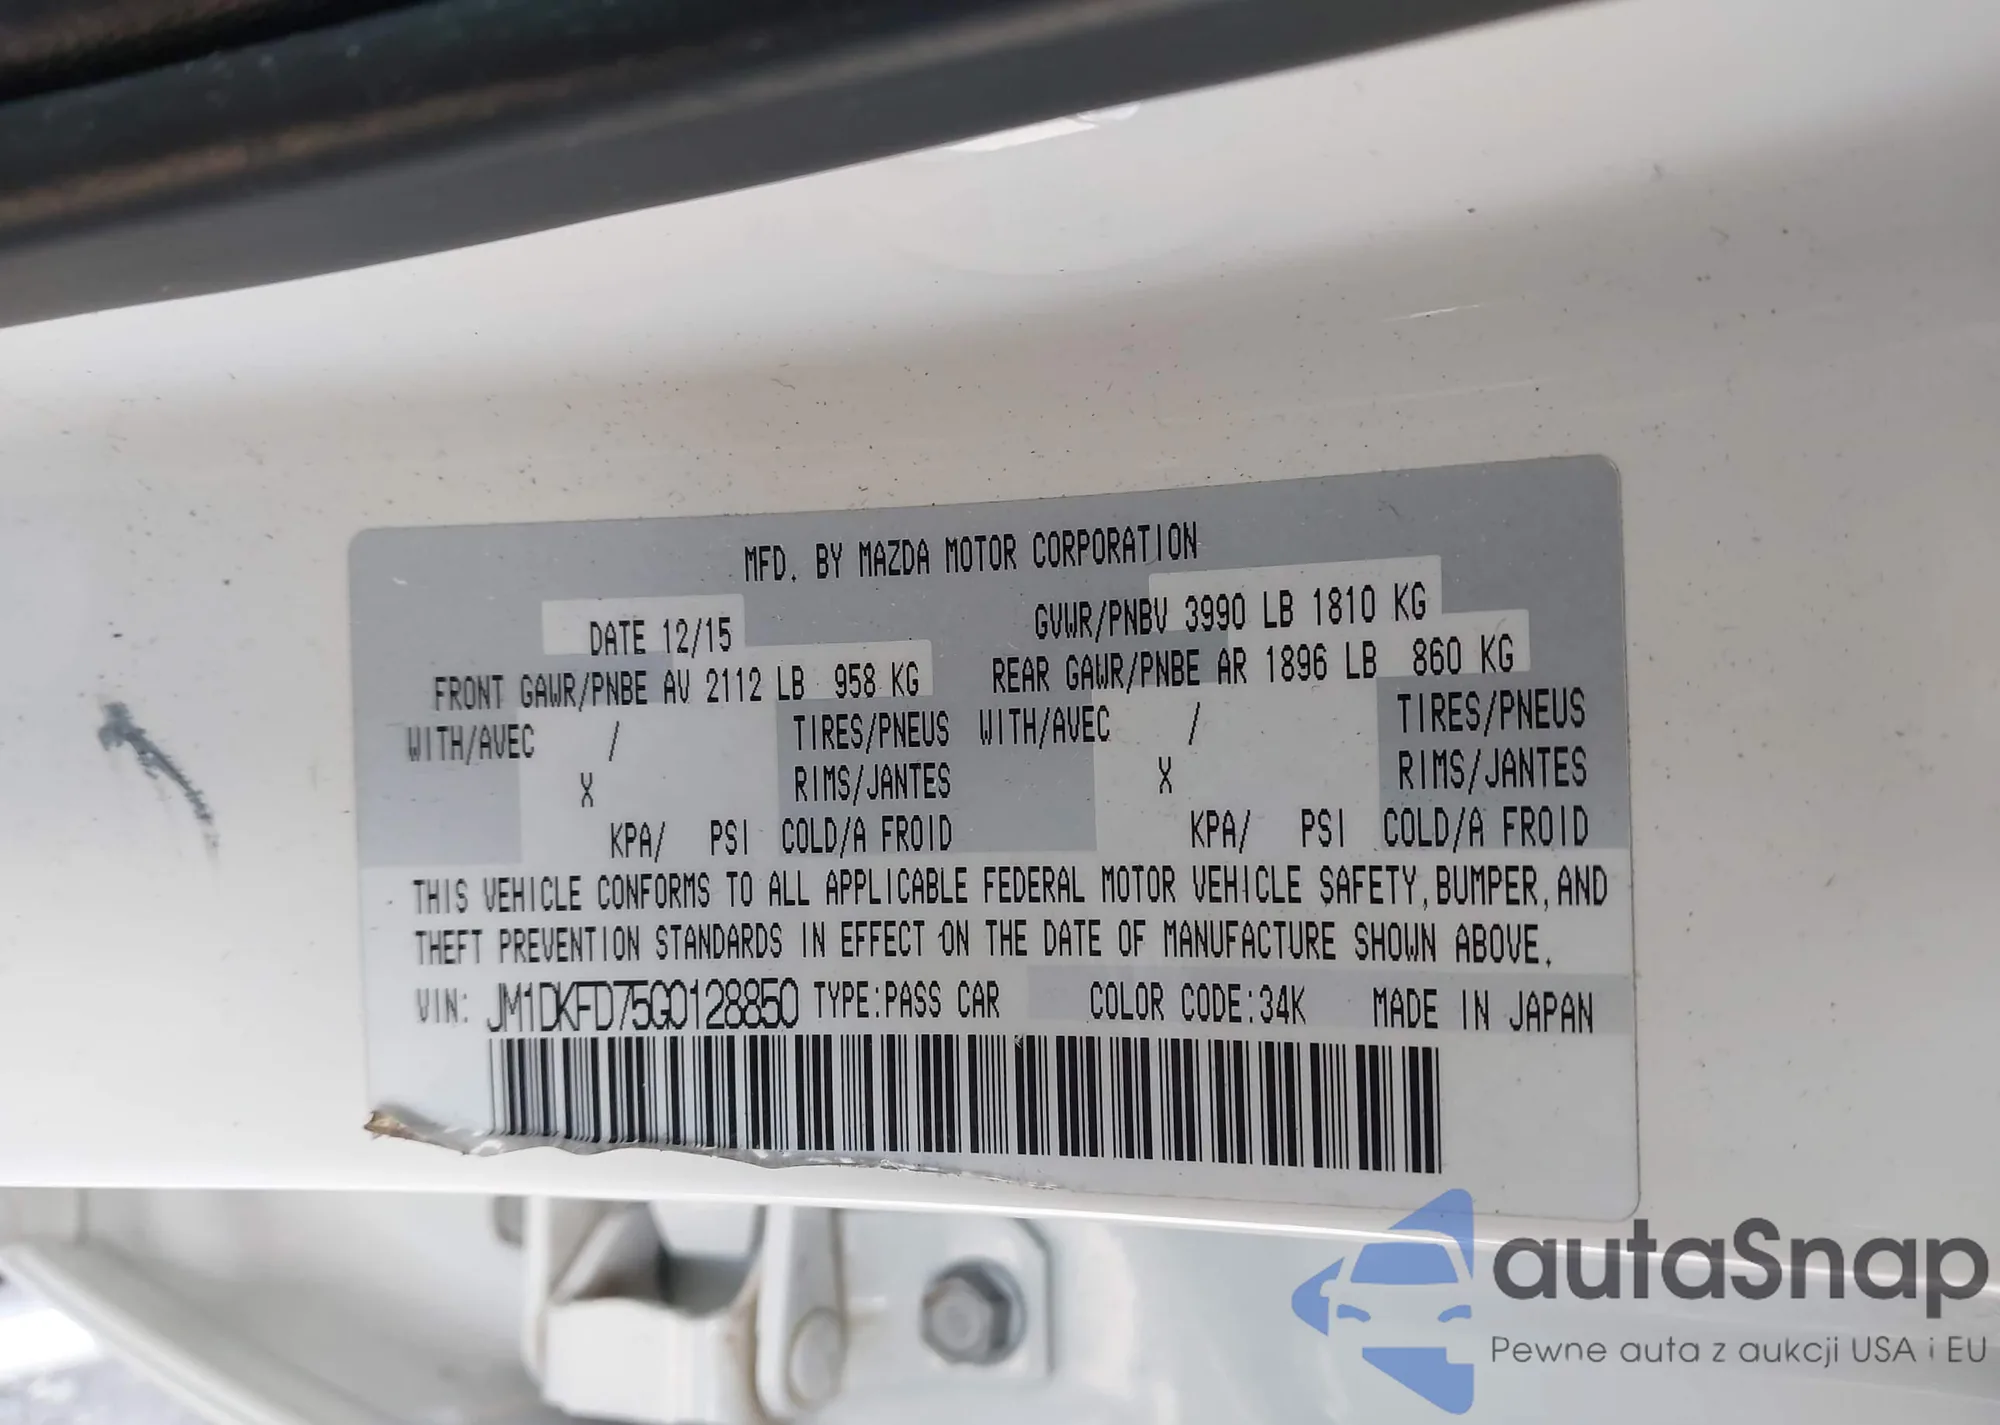 MFD. BY MAZDA MOTOR CORPORATION
DATE 12/15 GVWR/PNBV 3990 LB 1810 KG
FRONT GAWR/PNBE AV 2112 LB 958 KG REAR GAWR/PNBE AR 1896 LB 860 KG
WITH/AVEC / TIRES/PNEUS WITH/AVEC / TIRES/PNEUS
X RIMS/JANTES X RIMS/JANTES
KPA/ PSI COLD/A FROID KPA/ PSI COLD/A FROID
THIS VEHICLE CONFORMS TO ALL APPLICABLE FEDERAL MOTOR VEHICLE SAFETY, BUMPER, AND
THEFT PREVENTION STANDARDS IN EFFECT ON THE DATE OF MANUFACTURE SHOWN ABOVE.
VIN: JM1DKFD75G0128850 TYPE:PASS CAR COLOR CODE:34K MADE IN JAPAN
autaSnap
Pewne auta z aukcji USA i EU